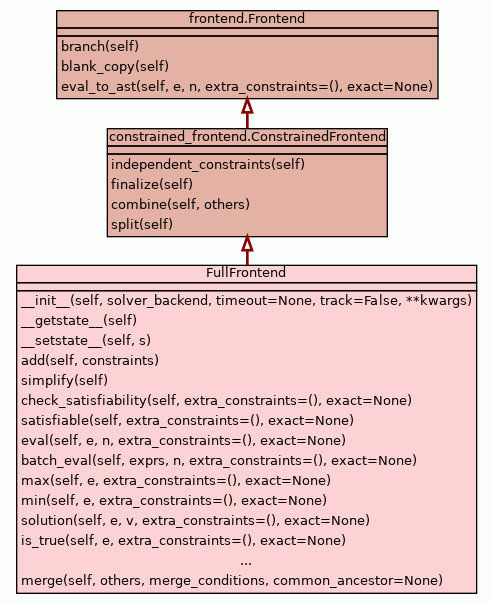 frontend.Frontend
branch(self)
blank_copy(self)
eval_to_ast(self, e, n, extra_constraints=(), exact=None)
constrained_frontend.ConstrainedFrontend
independent_constraints(self)
finalize(self)
combine(self, others)
split(self)
FullFrontend
__init__(self, solver_backend, timeout=None, track=False, **kwargs)
__getstate__(self)
__setstate__(self, s)
add(self, constraints)
simplify(self)
check_satisfiability(self, extra_constraints=(), exact=None)
satisfiable(self, extra_constraints=(), exact=None)
eval(self, e, n, extra_constraints=(), exact=None)
batch_eval(self, exprs, n, extra_constraints=(), exact=None)
max(self, e, extra_constraints=(), exact=None)
min(self, e, extra_constraints=(), exact=None)
solution(self, e, v, extra_constraints=(), exact=None)
is_true(self, e, extra_constraints=(), exact=None)
...
merge(self, others, merge_conditions, common_ancestor=None)